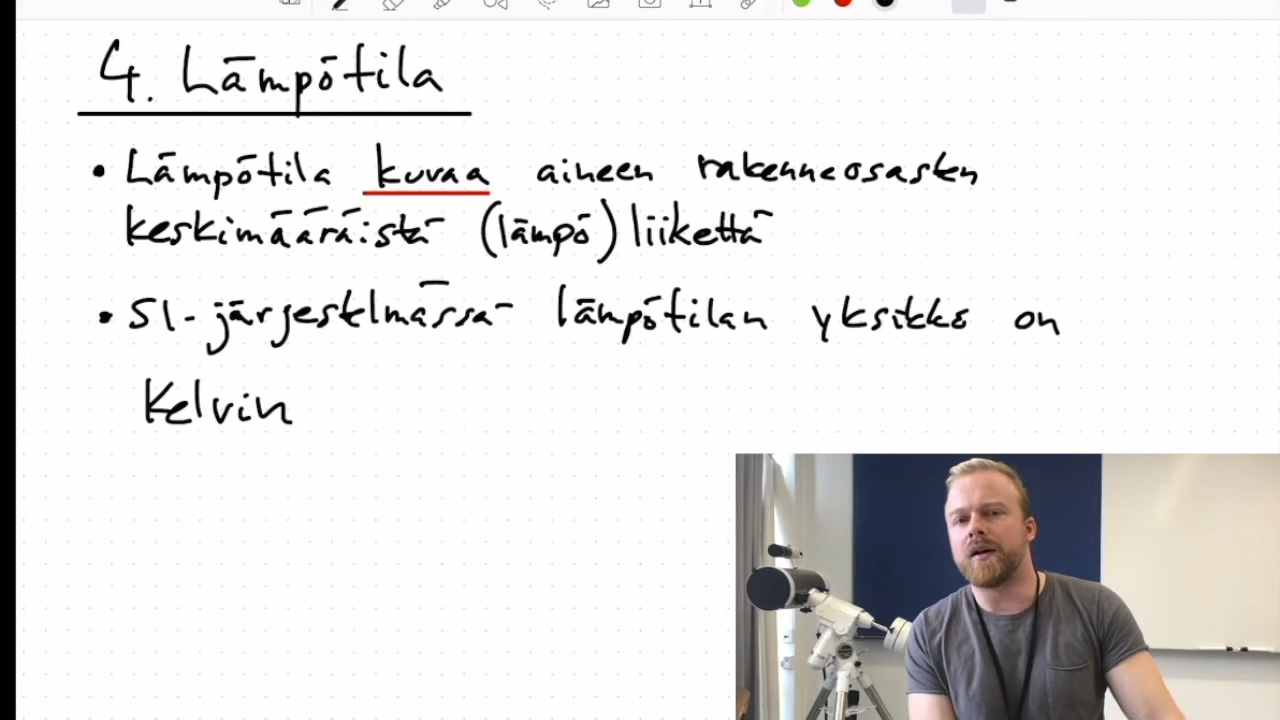 4. Lämpötila
• Lämpötila kuvaa aineen rakenneosasten
keskimääräistä (lämpö)liikettä
• SI-järjestelmässä lämpötilan yksikkö on
Kelvin